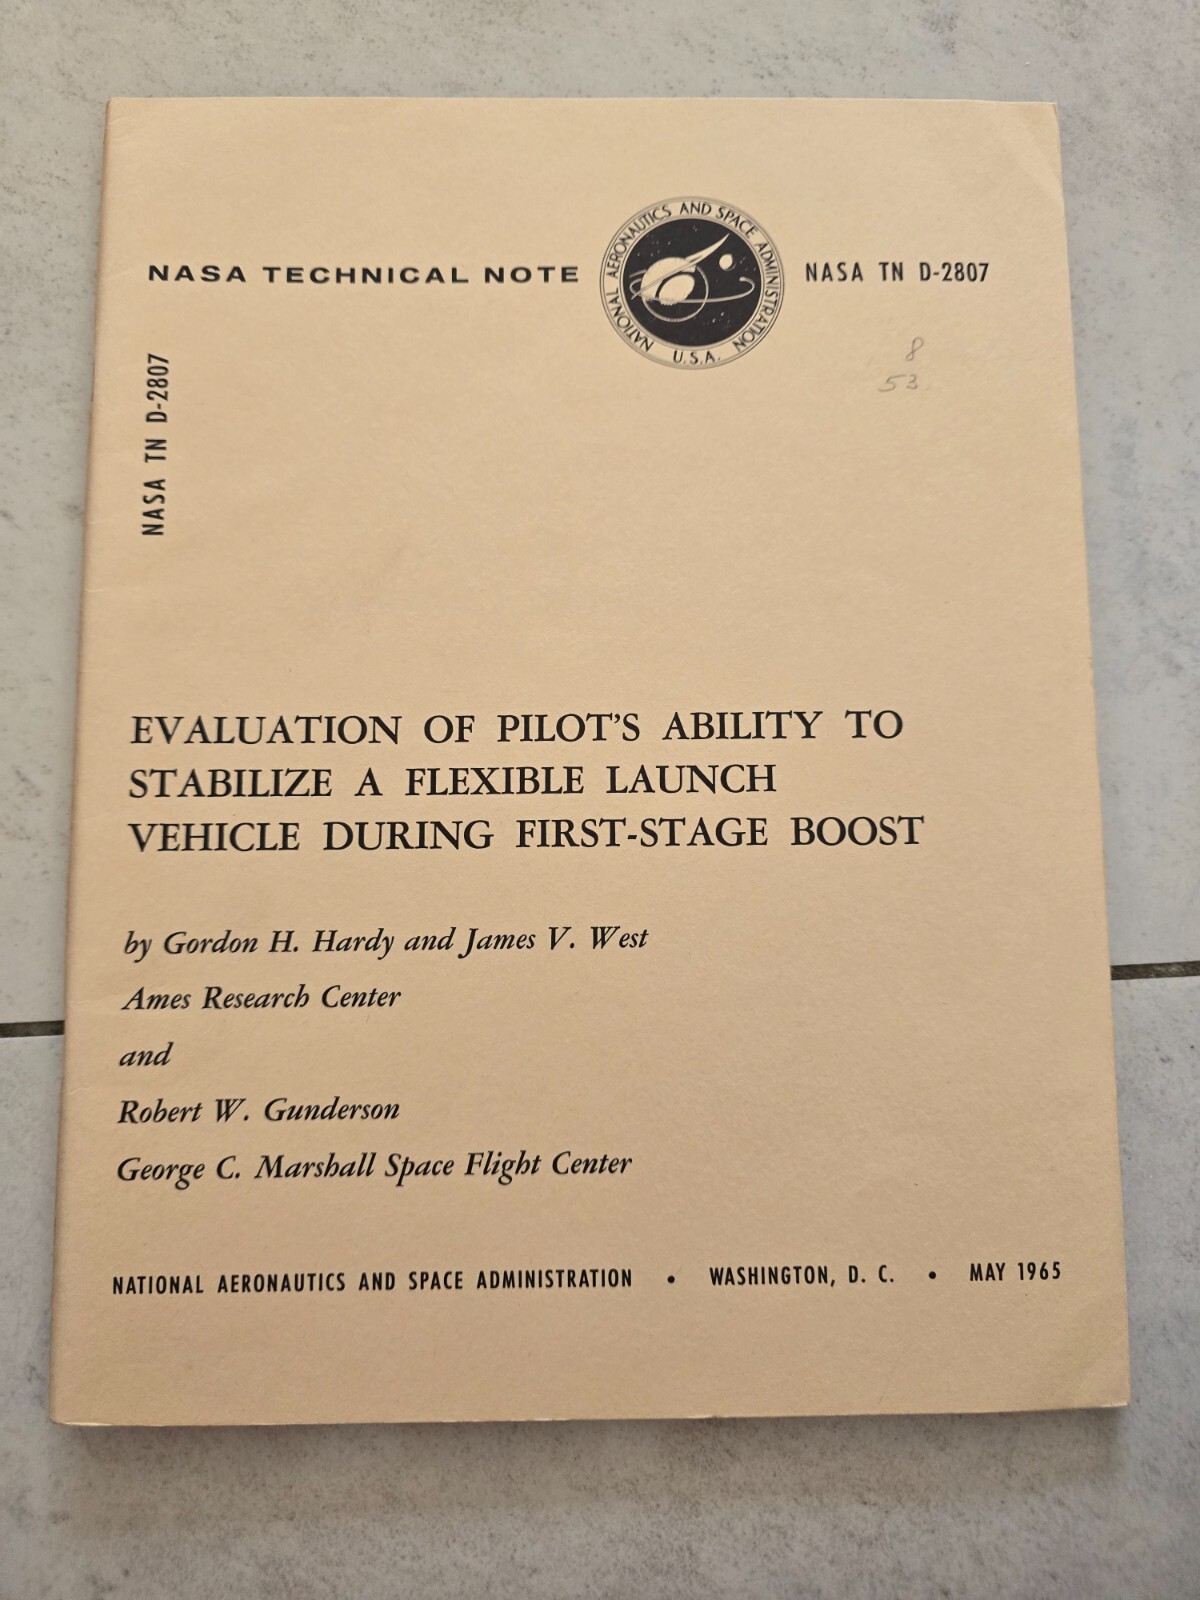 NASA TECHNICAL NOTE
NATIONAL AERONAUTICS AND SPACE ADMINISTRATION
U.S.A.
NASA TN D-2807
8
53
NASA TN D-2807
EVALUATION OF PILOT'S ABILITY TO
STABILIZE A FLEXIBLE LAUNCH
VEHICLE DURING FIRST-STAGE BOOST
by Gordon H. Hardy and James V. West
Ames Research Center
and
Robert W. Gunderson
George C. Marshall Space Flight Center
NATIONAL AERONAUTICS AND SPACE ADMINISTRATION • WASHINGTON, D. C. • MAY 1965